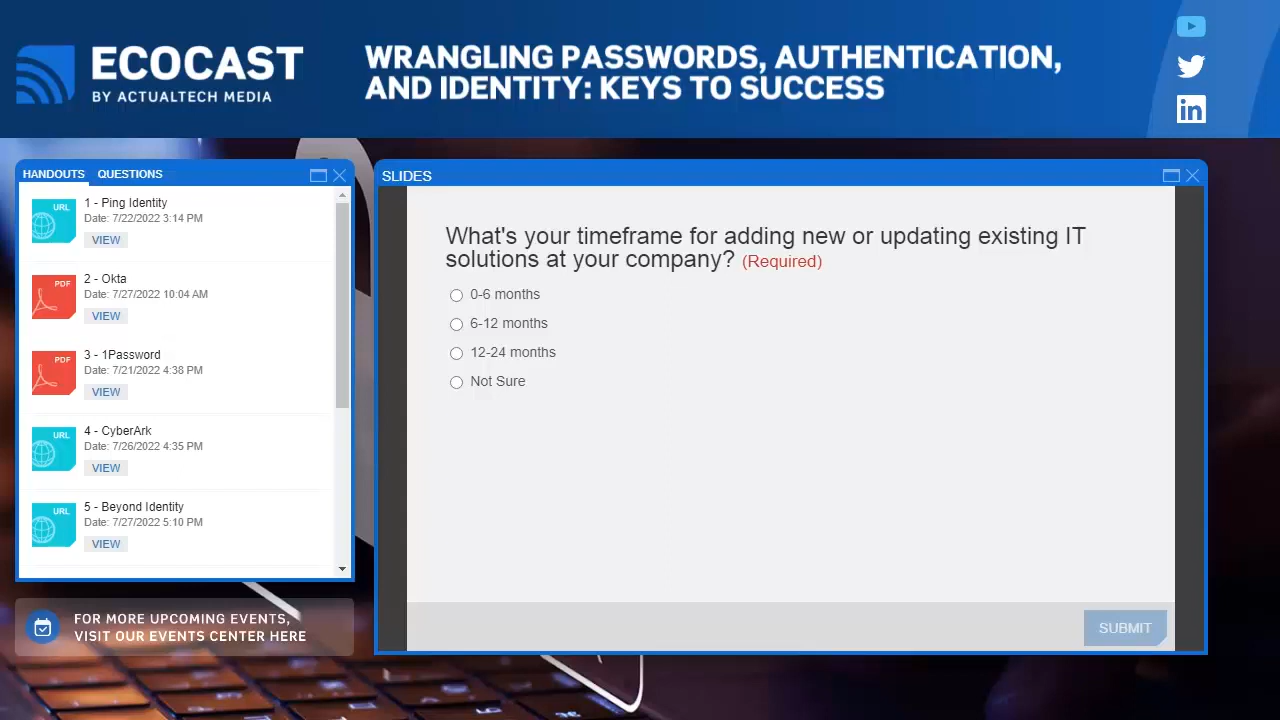 ECOCAST
BY ACTUALTECH MEDIA
WRANGLING PASSWORDS, AUTHENTICATION,
AND IDENTITY: KEYS TO SUCCESS
in
HANDOUTS QUESTIONS
URL
1 - Ping Identity
Date: 7/22/2022 3:14 PM
VIEW
PDF
2 - Okta
Date: 7/27/2022 10:04 AM
VIEW
PDF
3 - 1Password
Date: 7/21/2022 4:38 PM
VIEW
URL
4 - CyberArk
Date: 7/26/2022 4:35 PM
VIEW
URL
5 - Beyond Identity
Date: 7/27/2022 5:10 PM
VIEW
FOR MORE UPCOMING EVENTS,
VISIT OUR EVENTS CENTER HERE
SLIDES
What's your timeframe for adding new or updating existing IT
solutions at your company? (Required)
0-6 months
6-12 months
12-24 months
Not Sure
SUBMIT